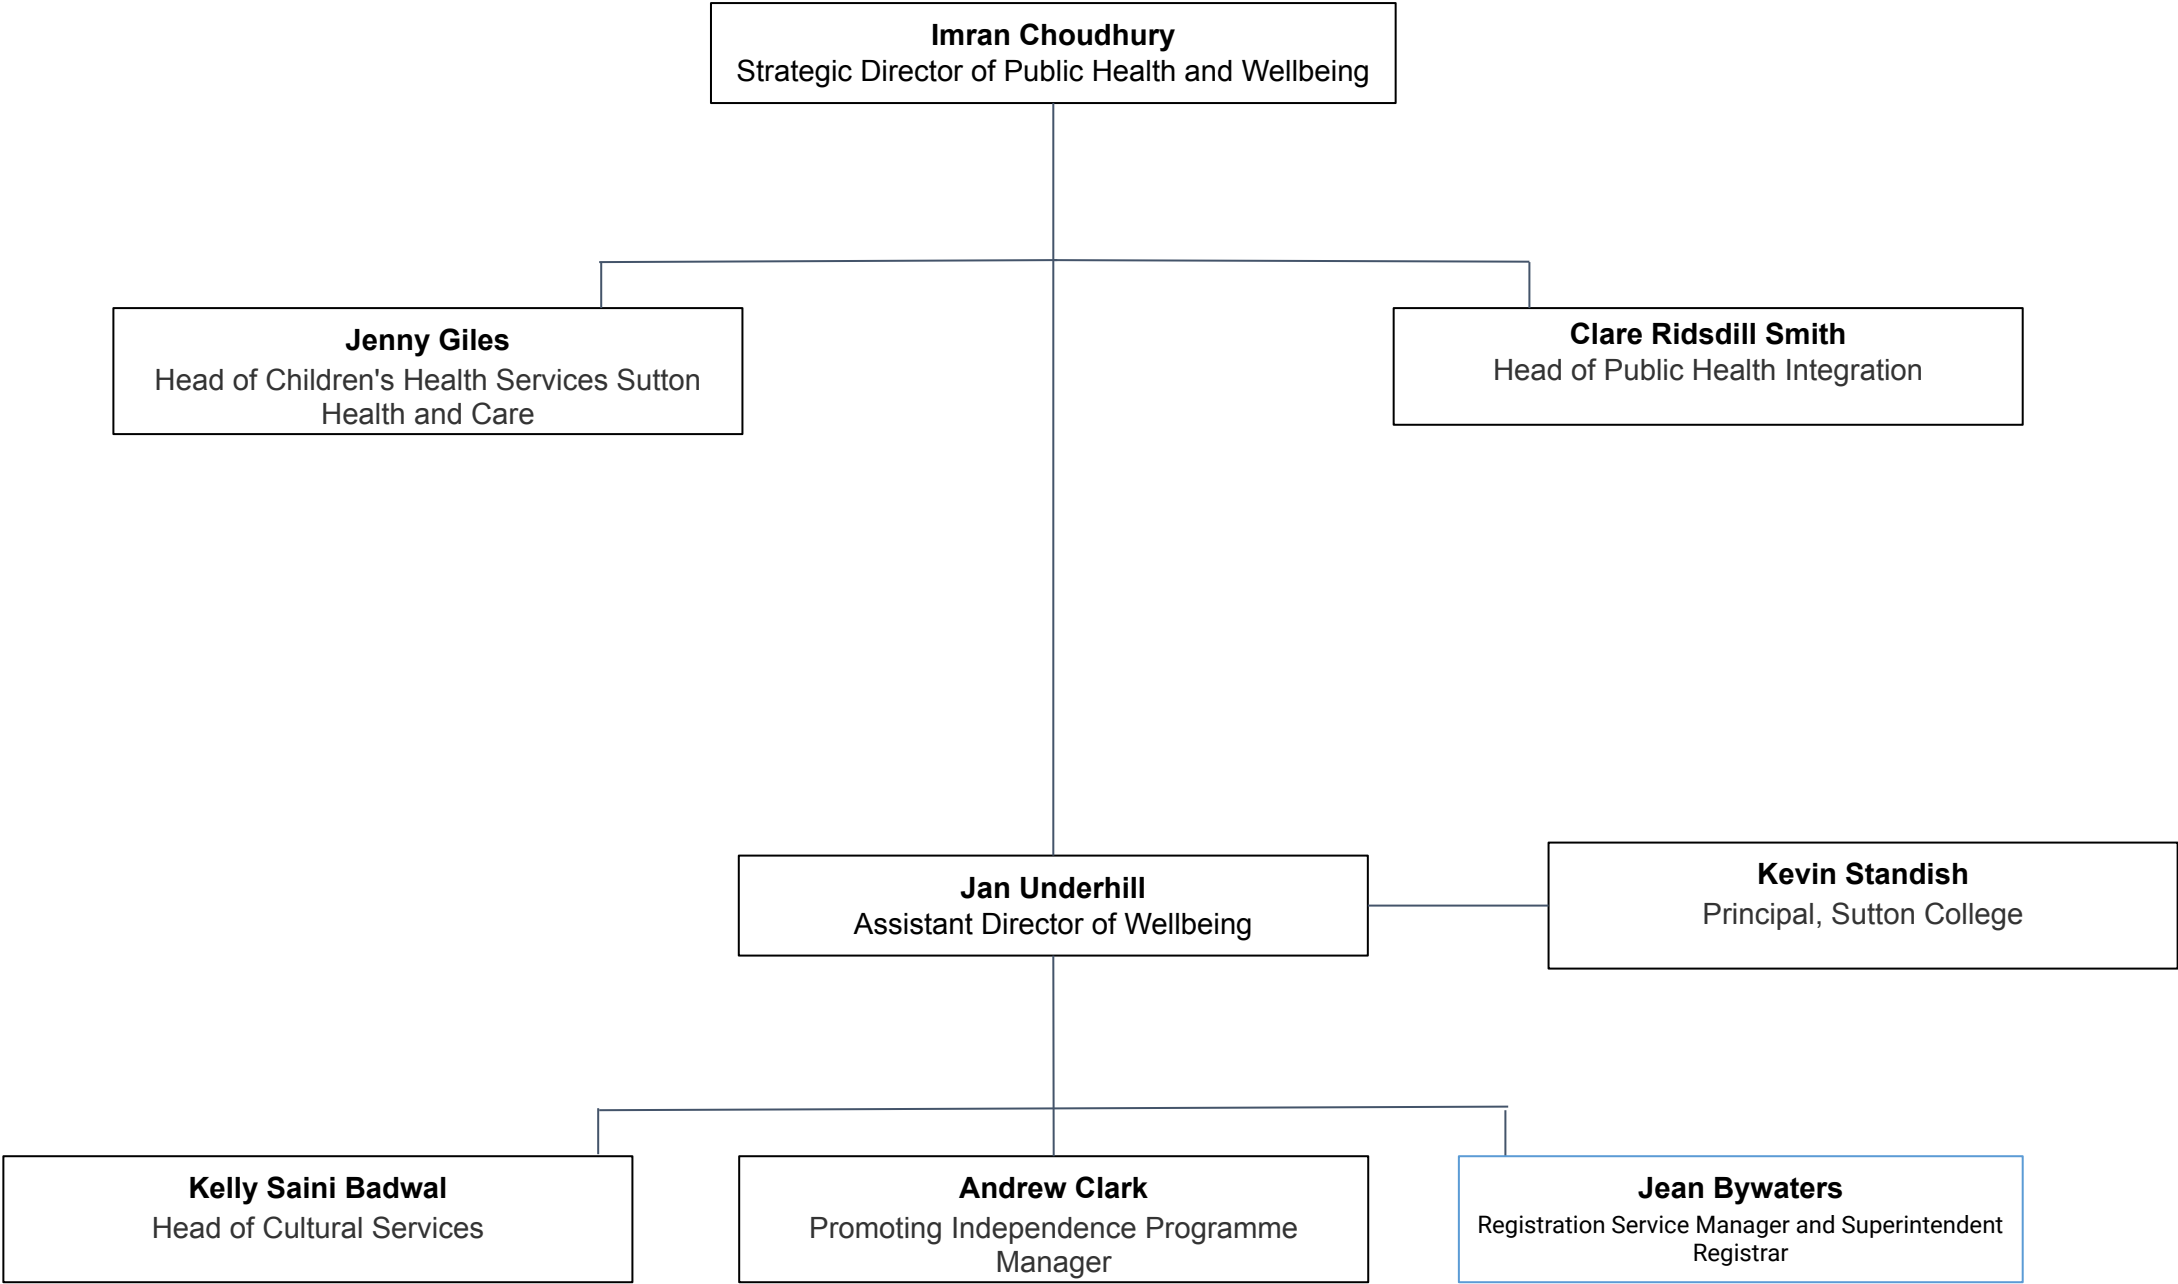 Imran Choudhury
Strategic Director of Public Health and Wellbeing
Jenny Giles
Head of Children's Health Services Sutton
Health and Care
Clare Ridsdill Smith
Head of Public Health Integration
Jan Underhill
Assistant Director of Wellbeing
Kevin Standish
Principal, Sutton College
Kelly Saini Badwal
Head of Cultural Services
Andrew Clark
Promoting Independence Programme
Manager
Jean Bywaters
Registration Service Manager and Superintendent
Registrar